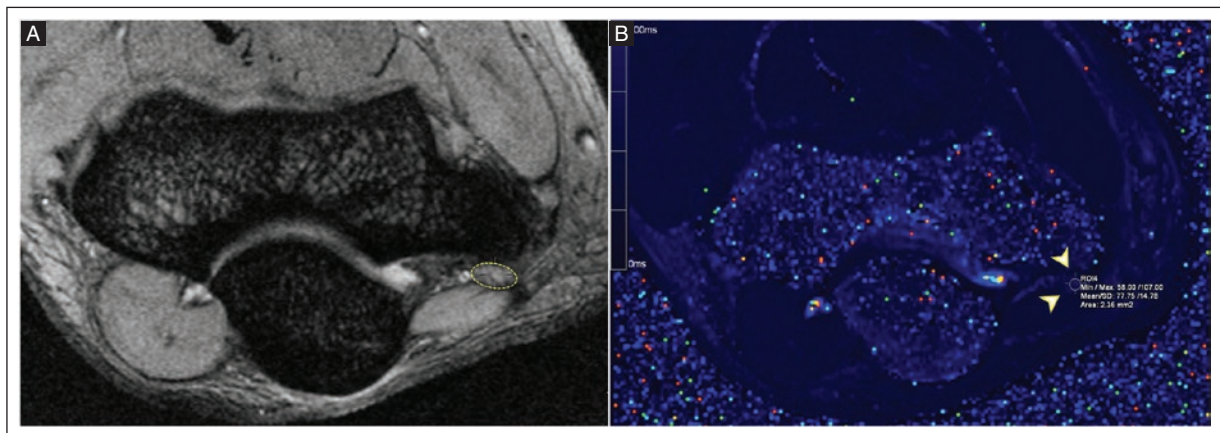 A
B
00ms
0ms
ROI4
Min / Max: 58.00 /107.00
Mean/SD: 77.75 /14.78
Area: 2.36 mm2